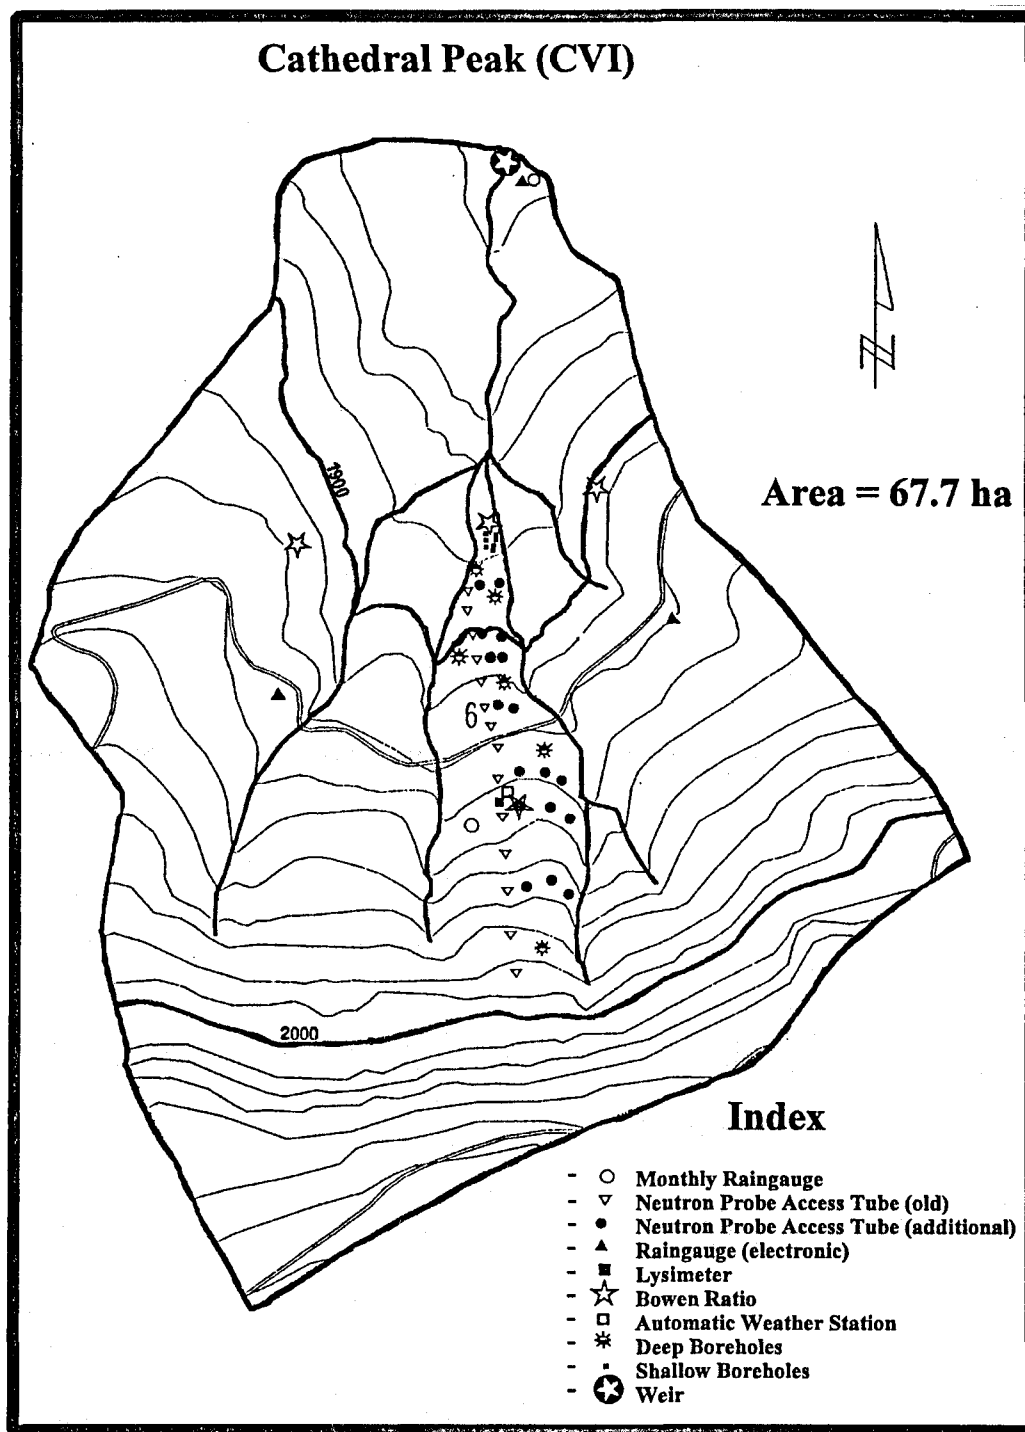 Cathedral Peak (CVI)
N
1900
Area = 67.7 ha
6
2000
Index
- Monthly Raingauge
- Neutron Probe Access Tube (old)
- Neutron Probe Access Tube (additional)
- Raingauge (electronic)
- Lysimeter
- Bowen Ratio
- Automatic Weather Station
- Deep Boreholes
- Shallow Boreholes
- Weir